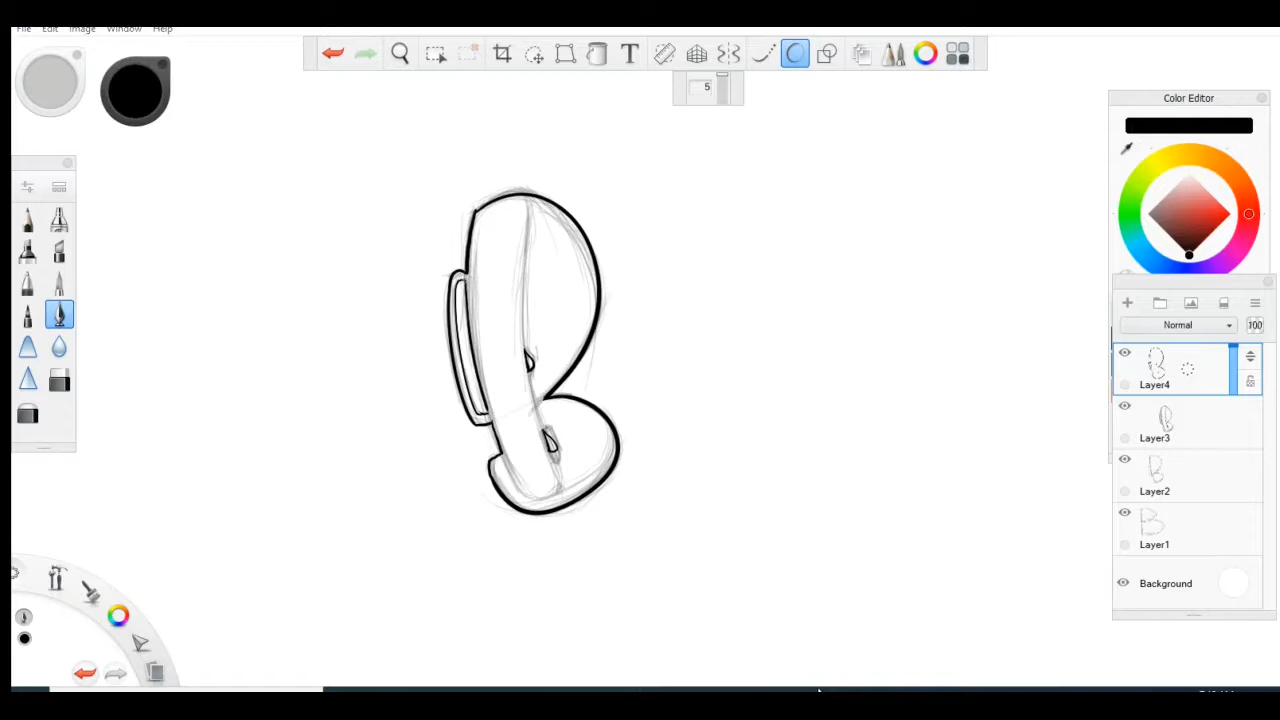 File Edit Image Window Help
T
5
Color Editor
Normal 100
Layer4
Layer3
Layer2
Layer1
Background